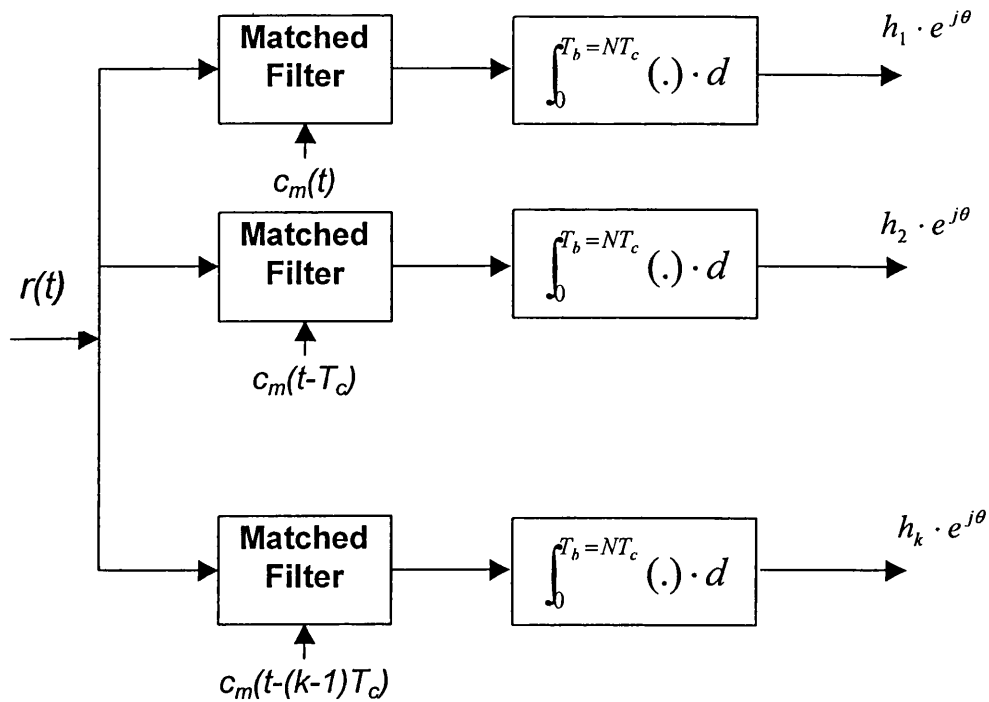 Matched
Filter
∫₀^{T_b=NT_c} (.)·d
h₁·e^{jθ}
c_m(t)
Matched
Filter
∫₀^{T_b=NT_c} (.)·d
h₂·e^{jθ}
r(t)
c_m(t-T_c)
Matched
Filter
∫₀^{T_b=NT_c} (.)·d
h_k·e^{jθ}
c_m(t-(k-1)T_c)